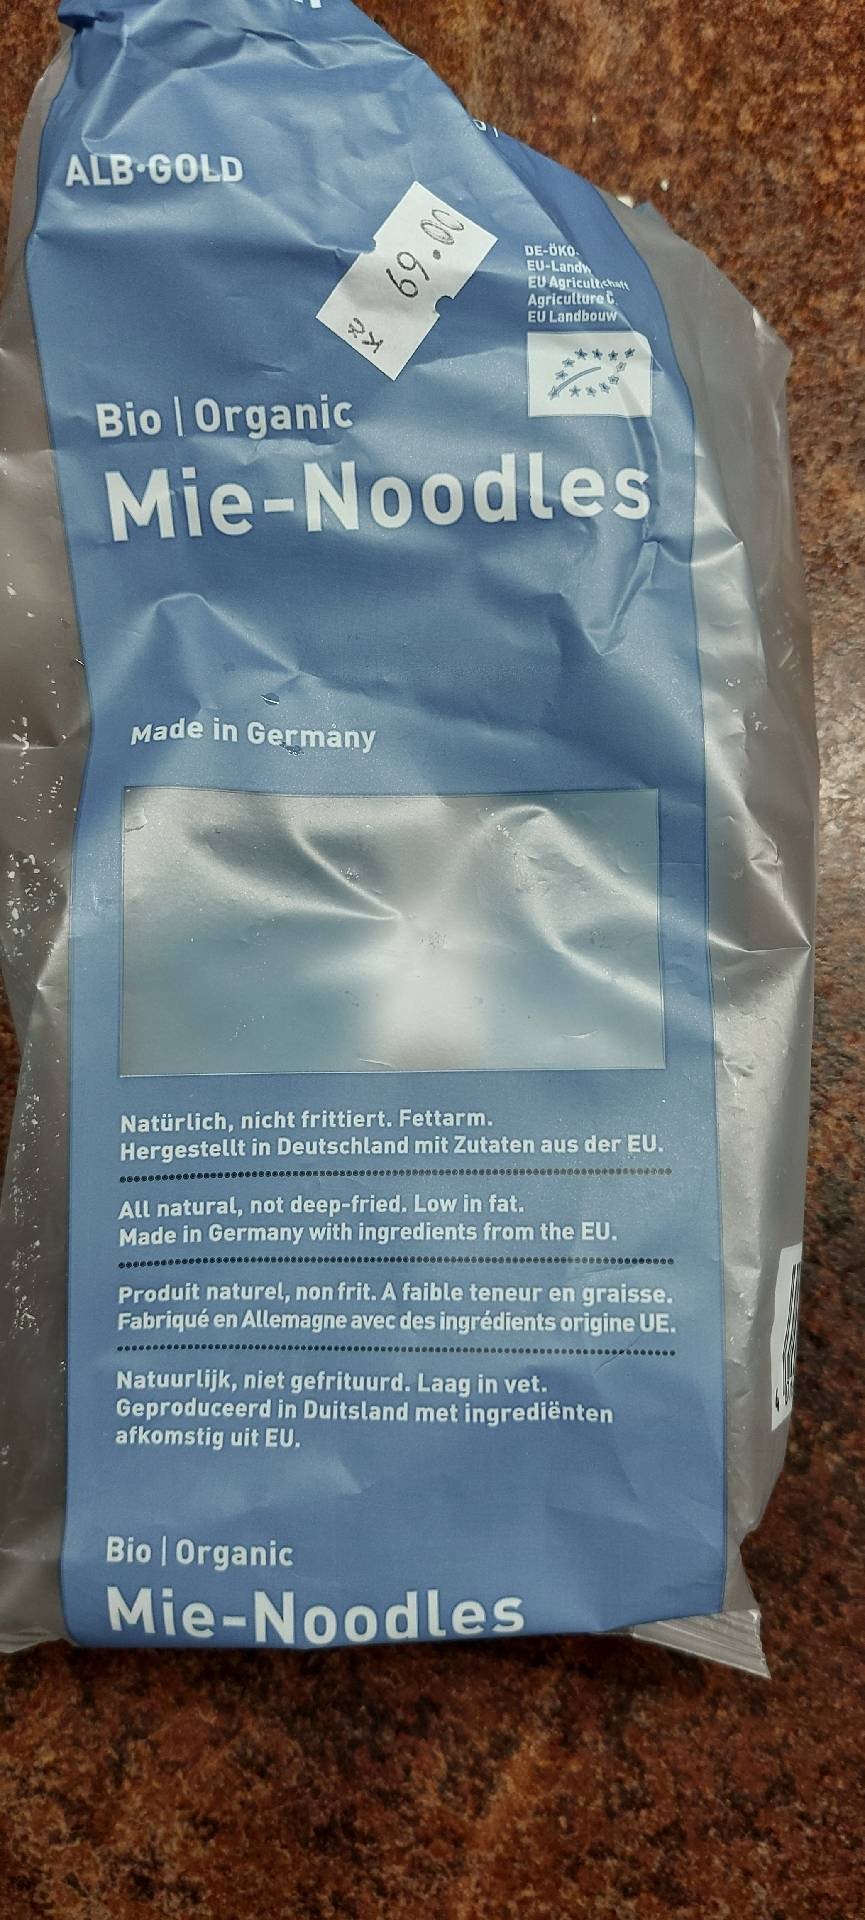 ALB·GOLD
Kč 69.00
DE-ÖKO-
EU-Landw
EU Agricult schaft
Agriculture
EU Landbouw
Bio | Organic
Mie-Noodles
Made in Germany
Natürlich, nicht frittiert. Fettarm.
Hergestellt in Deutschland mit Zutaten aus der EU.
All natural, not deep-fried. Low in fat.
Made in Germany with ingredients from the EU.
Produit naturel, non frit. A faible teneur en graisse.
Fabriqué en Allemagne avec des ingrédients origine UE.
Natuurlijk, niet gefrituurd. Laag in vet.
Geproduceerd in Duitsland met ingrediënten
afkomstig uit EU.
Bio | Organic
Mie-Noodles